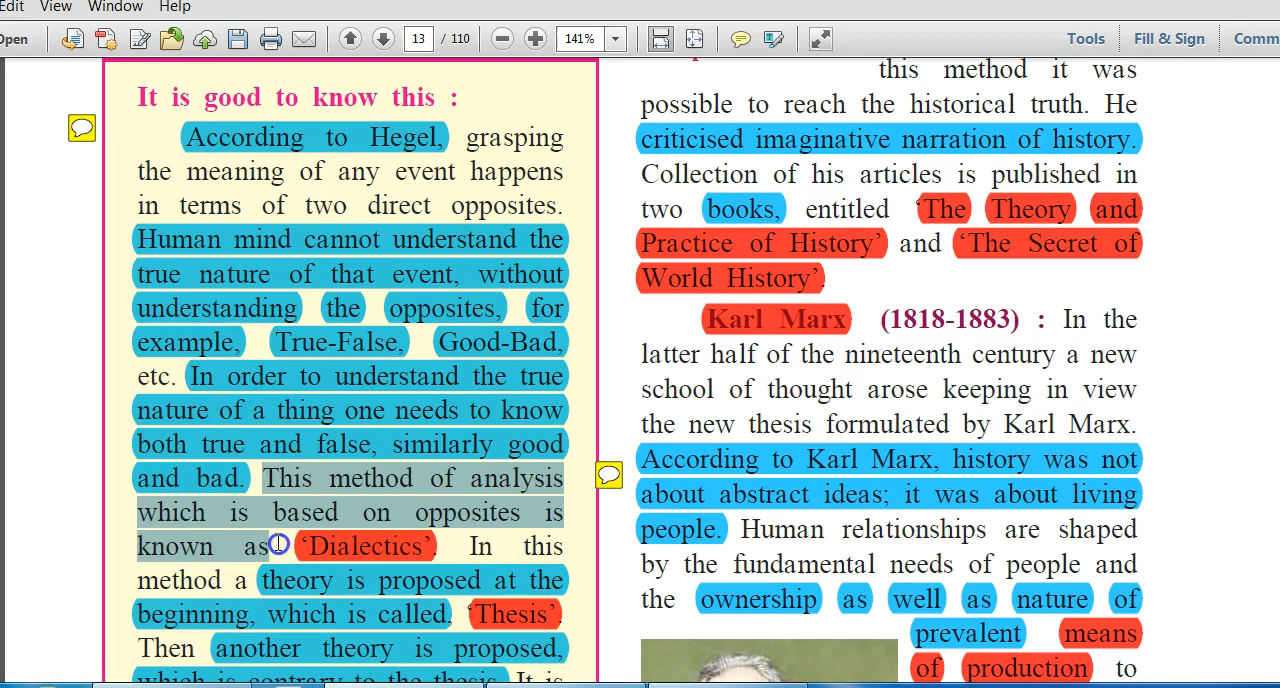 Edit View Window Help
Open 13 / 110 141% Tools Fill & Sign Comm
It is good to know this :
According to Hegel, grasping
the meaning of any event happens
in terms of two direct opposites.
Human mind cannot understand the
true nature of that event, without
understanding the opposites, for
example, True-False, Good-Bad,
etc. In order to understand the true
nature of a thing one needs to know
both true and false, similarly good
and bad. This method of analysis
which is based on opposites is
known as ‘Dialectics’. In this
method a theory is proposed at the
beginning, which is called, ‘Thesis’.
Then another theory is proposed,
which is contrary to the thesis. It is
this method it was
possible to reach the historical truth. He
criticised imaginative narration of history.
Collection of his articles is published in
two books, entitled ‘The Theory and
Practice of History’ and ‘The Secret of
World History’.
Karl Marx (1818-1883) : In the
latter half of the nineteenth century a new
school of thought arose keeping in view
the new thesis formulated by Karl Marx.
According to Karl Marx, history was not
about abstract ideas; it was about living
people. Human relationships are shaped
by the fundamental needs of people and
the ownership as well as nature of
prevalent means
of production to